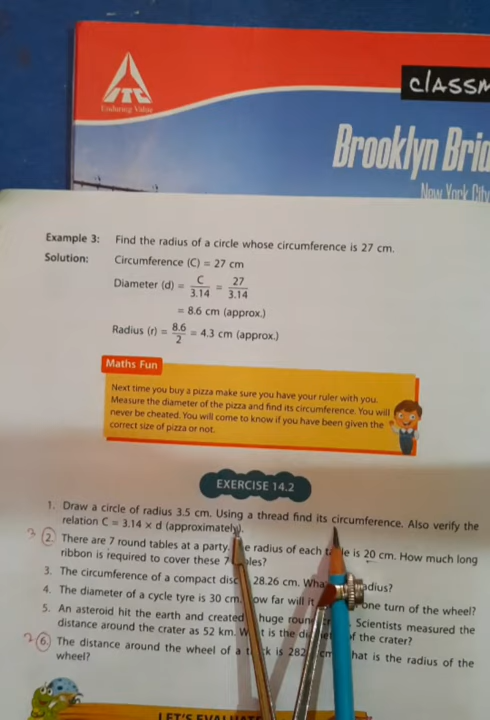 ITC
Enduring Value
CLASSM
Brooklyn Brid
New York City
Example 3: Find the radius of a circle whose circumference is 27 cm.
Solution: Circumference (C) = 27 cm
Diameter (d) = C/3.14 = 27/3.14
= 8.6 cm (approx.)
Radius (r) = 8.6/2 = 4.3 cm (approx.)
Maths Fun
Next time you buy a pizza make sure you have your ruler with you.
Measure the diameter of the pizza and find its circumference. You will
never be cheated. You will come to know if you have been given the
correct size of pizza or not.
EXERCISE 14.2
1. Draw a circle of radius 3.5 cm. Using a thread find its circumference. Also verify the
relation C = 3.14 × d (approximately).
3 2. There are 7 round tables at a party. e radius of each is 20 cm. How much long
ribbon is required to cover these 7 bles?
3. The circumference of a compact disc 28.26 cm. Wha adius?
4. The diameter of a cycle tyre is 30 cm. ow far will it one turn of the wheel?
5. An asteroid hit the earth and created huge roun Scientists measured the
distance around the crater as 52 km. W t is the di of the crater?
6. The distance around the wheel of a t k is 282 cm hat is the radius of the
wheel?
LET'S EVALUATE